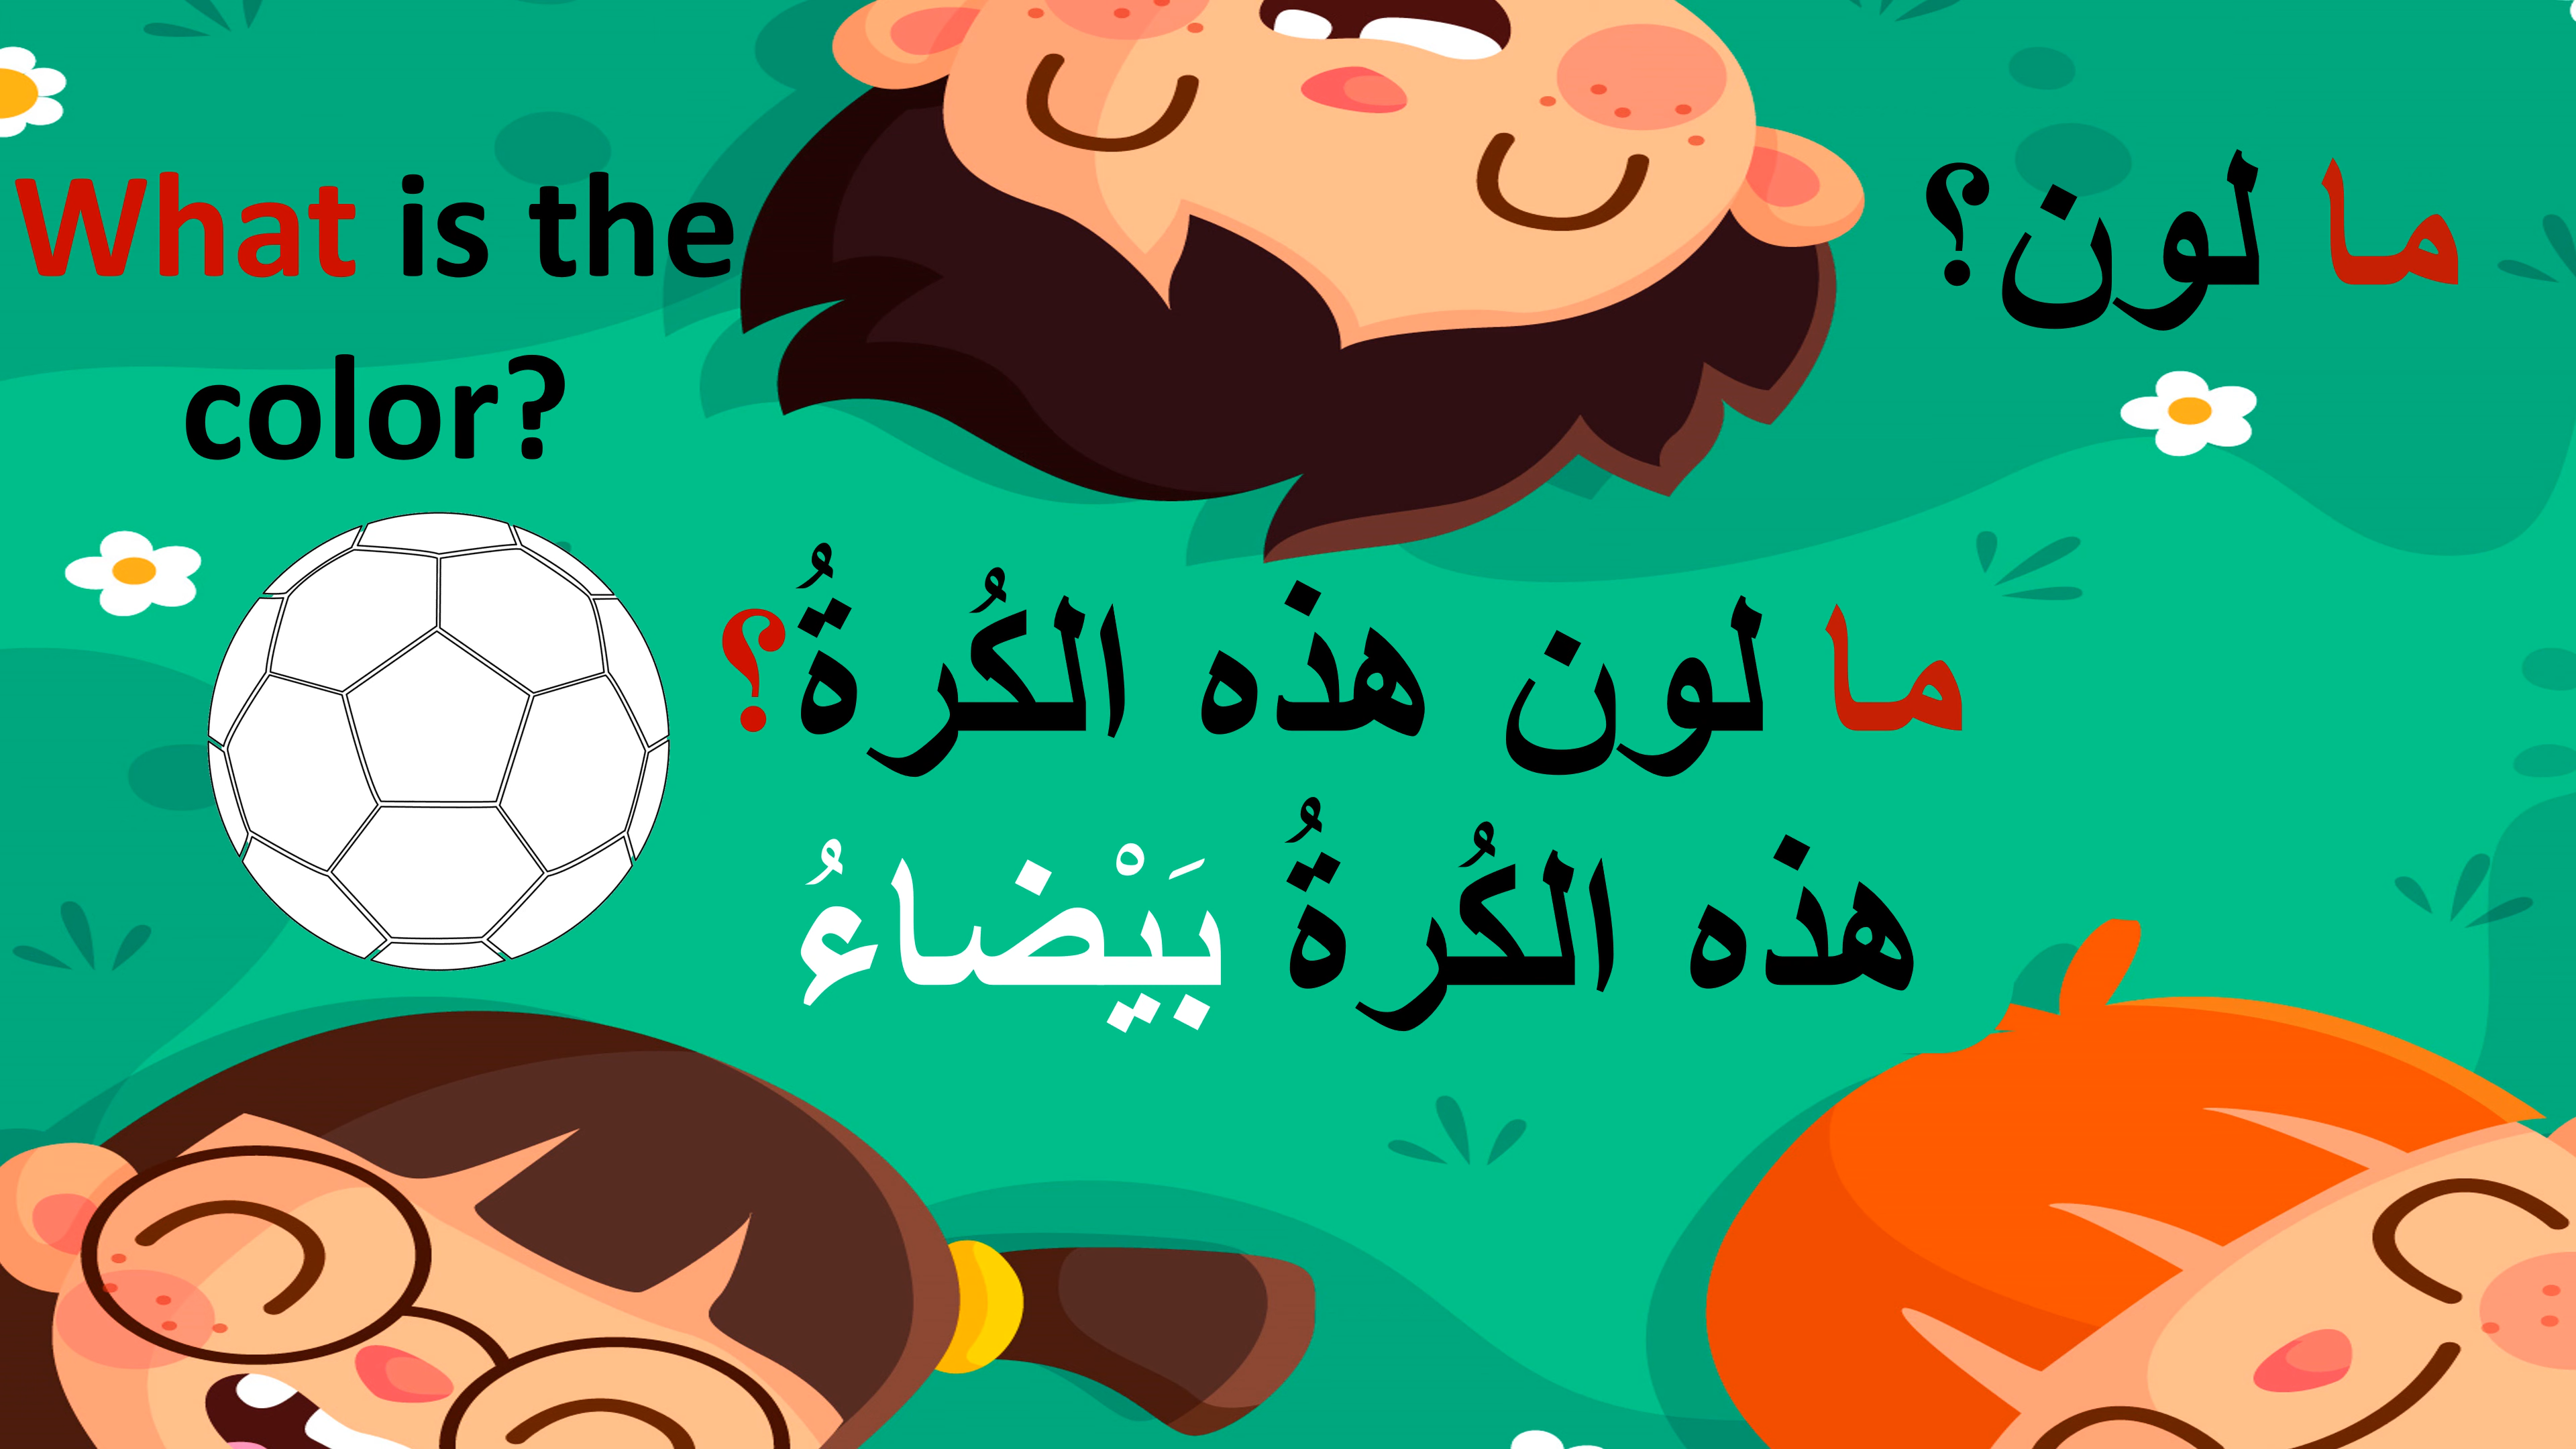 What is the
color?
ما لون؟
ما لون هذه الكُرةُ؟
هذه الكُرةُ بَيْضاءُ